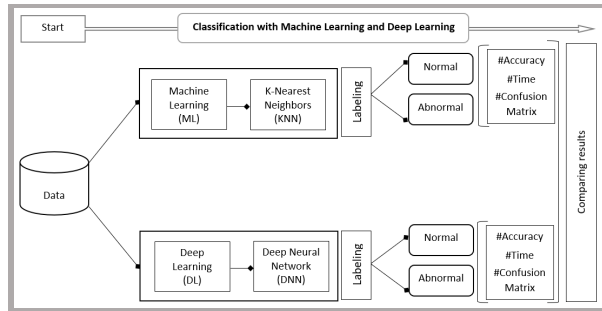 Start
Classification with Machine Learning and Deep Learning
Machine
Learning
(ML)
K-Nearest
Neighbors
(KNN)
Labeling
Normal
Abnormal
#Accuracy
#Time
#Confusion
Matrix
Data
Deep
Learning
(DL)
Deep Neural
Network
(DNN)
Labeling
Normal
Abnormal
#Accuracy
#Time
#Confusion
Matrix
Comparing results